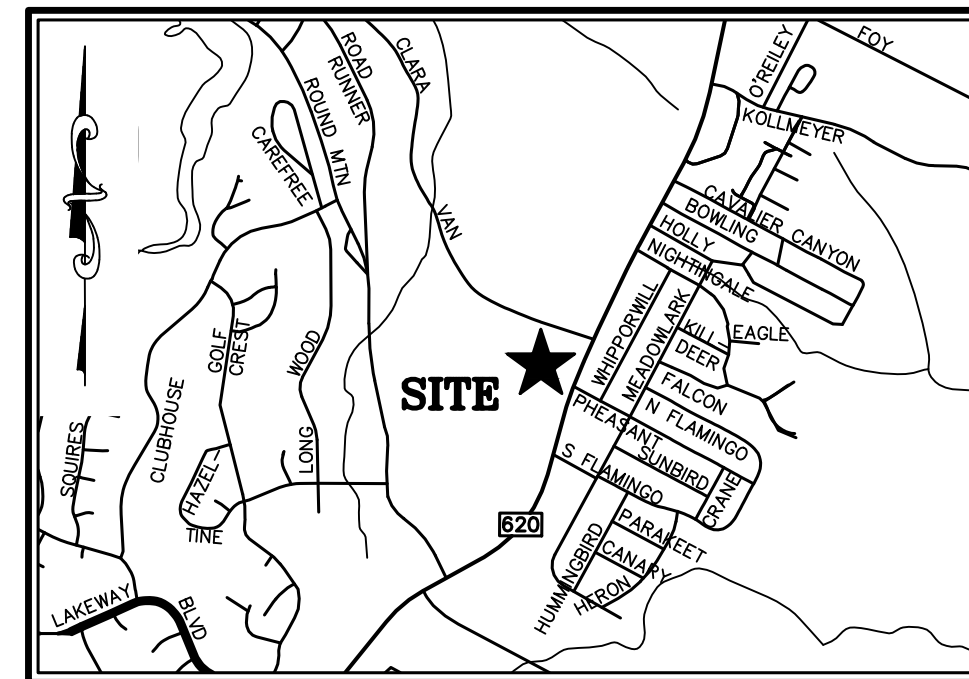 FOY
O'REILEY
ROAD
RUNNER
CLARA
VAN
ROUND MTN
CAREFREE
KOLLMEYER
CAVALIER CANYON
BOWLING
HOLLY
NIGHTINGALE
WHIPPORWILL
MEADOWLARK
KILL-
DEER
EAGLE
FALCON
N FLAMINGO
PHEASANT
SUNBIRD
S FLAMINGO
CRANE
PARAKEET
CANARY
HERON
HUMMINGBIRD
SITE
620
GOLF
CREST
WOOD
LONG
CLUBHOUSE
SQUIRES
HAZEL-
TINE
LAKEWAY
BLVD